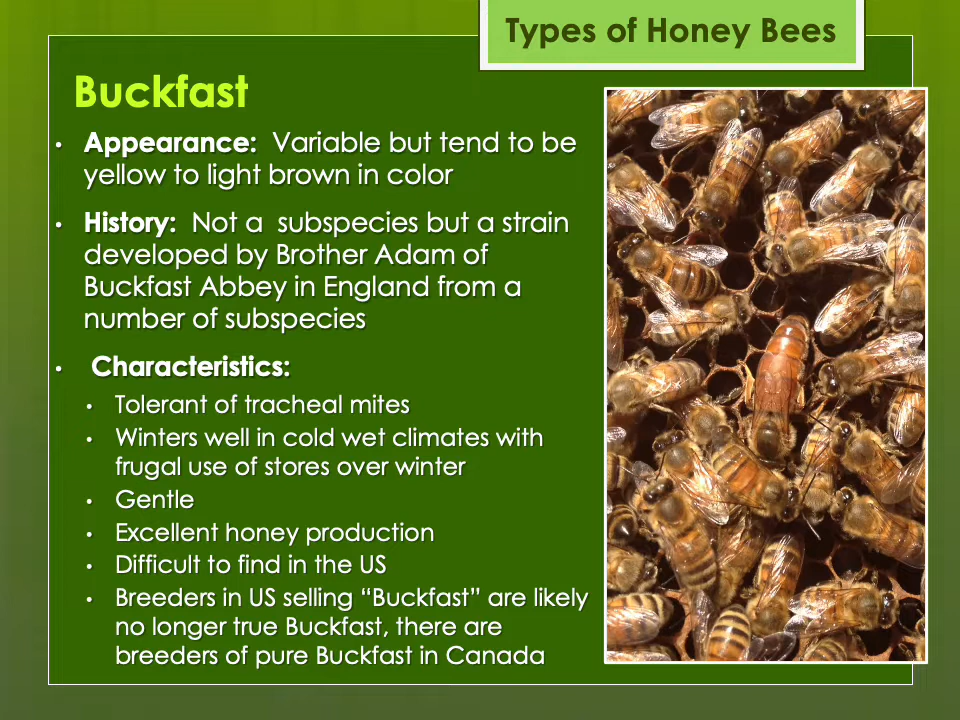 Types of Honey Bees
Buckfast
• Appearance:  Variable but tend to be
yellow to light brown in color
• History:  Not a  subspecies but a strain
developed by Brother Adam of
Buckfast Abbey in England from a
number of subspecies
• Characteristics:
• Tolerant of tracheal mites
• Winters well in cold wet climates with
frugal use of stores over winter
• Gentle
• Excellent honey production
• Difficult to find in the US
• Breeders in US selling “Buckfast” are likely
no longer true Buckfast, there are
breeders of pure Buckfast in Canada